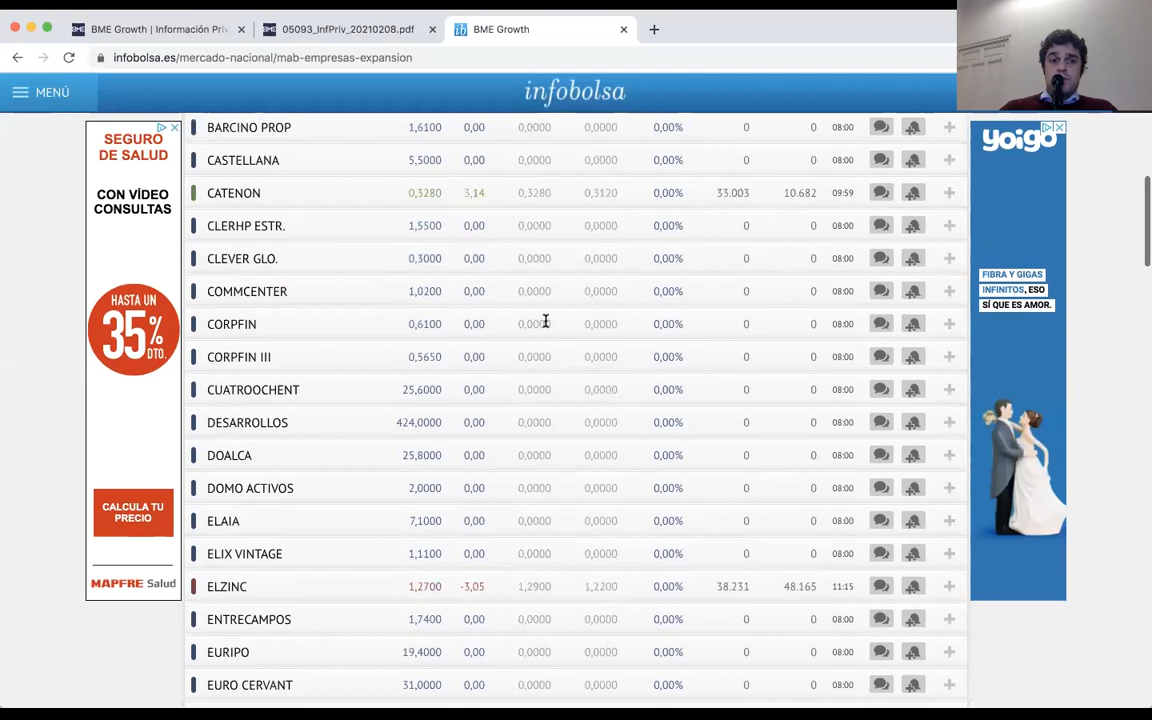 BME Growth | Información Priv
05093_InfPriv_20210208.pdf
BME Growth
infobolsa.es/mercado-nacional/mab-empresas-expansion
MENÚ
infobolsa
SEGURO
DE SALUD
CON VÍDEO
CONSULTAS
HASTA UN
35%
DTO.
CALCULA TU
PRECIO
MAPFRE Salud
BARCINO PROP 1,6100 0,00 0,0000 0,0000 0,00% 0 0 08:00
CASTELLANA 5,5000 0,00 0,0000 0,0000 0,00% 0 0 08:00
CATENON 0,3280 3,14 0,3280 0,3120 0,00% 33.003 10.682 09:59
CLERHP ESTR. 1,5500 0,00 0,0000 0,0000 0,00% 0 0 08:00
CLEVER GLO. 0,3000 0,00 0,0000 0,0000 0,00% 0 0 08:00
COMMCENTER 1,0200 0,00 0,0000 0,0000 0,00% 0 0 08:00
CORPFIN 0,6100 0,00 0,0000 0,0000 0,00% 0 0 08:00
CORPFIN III 0,5650 0,00 0,0000 0,0000 0,00% 0 0 08:00
CUATROOCHENT 25,6000 0,00 0,0000 0,0000 0,00% 0 0 08:00
DESARROLLOS 424,0000 0,00 0,0000 0,0000 0,00% 0 0 08:00
DOALCA 25,8000 0,00 0,0000 0,0000 0,00% 0 0 08:00
DOMO ACTIVOS 2,0000 0,00 0,0000 0,0000 0,00% 0 0 08:00
ELAIA 7,1000 0,00 0,0000 0,0000 0,00% 0 0 08:00
ELIX VINTAGE 1,1100 0,00 0,0000 0,0000 0,00% 0 0 08:00
ELZINC 1,2700 -3,05 1,2900 1,2200 0,00% 38.231 48.165 11:15
ENTRECAMPOS 1,7400 0,00 0,0000 0,0000 0,00% 0 0 08:00
EURIPO 19,4000 0,00 0,0000 0,0000 0,00% 0 0 08:00
EURO CERVANT 31,0000 0,00 0,0000 0,0000 0,00% 0 0 08:00
yoigo
FIBRA Y GIGAS
INFINITOS, ESO
SÍ QUE ES AMOR.